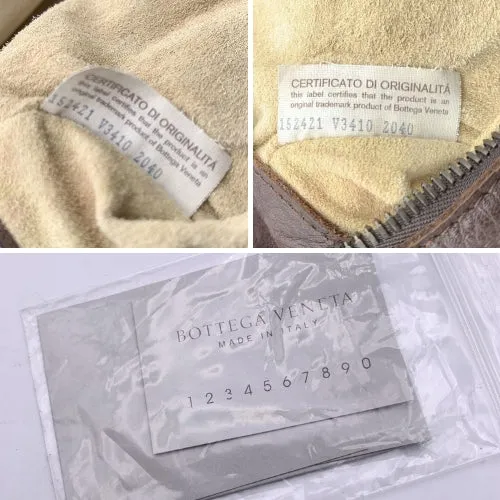 CERTIFICATO DI ORIGINALITÀ
this label certifies that the product is an
original trademark product of Bottega Veneta
152421 V3410 2040
CERTIFICATO DI ORIGINALITÀ
this label certifies that the product is an
original trademark product of Bottega Veneta
152421 V3410 2040
BOTTEGA VENETA
MADE IN ITALY
1 2 3 4 5 6 7 8 9 0